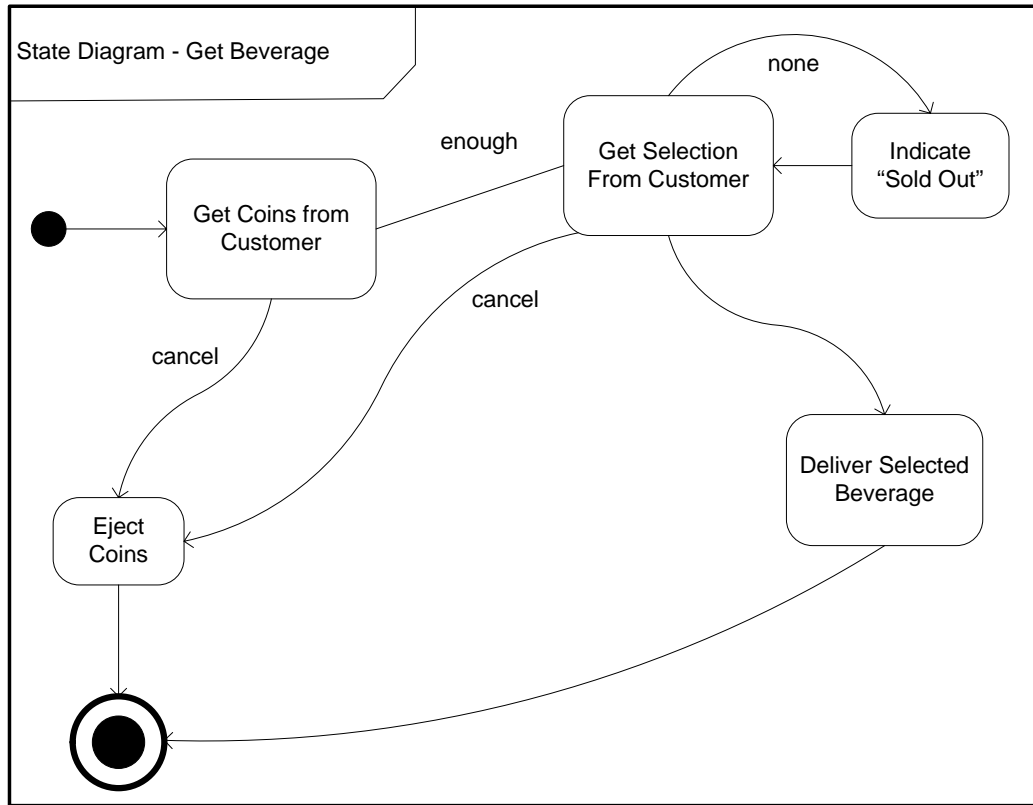 State Diagram - Get Beverage
none
enough
Get Selection
From Customer
Indicate
“Sold Out”
Get Coins from
Customer
cancel
cancel
Deliver Selected
Beverage
Eject
Coins